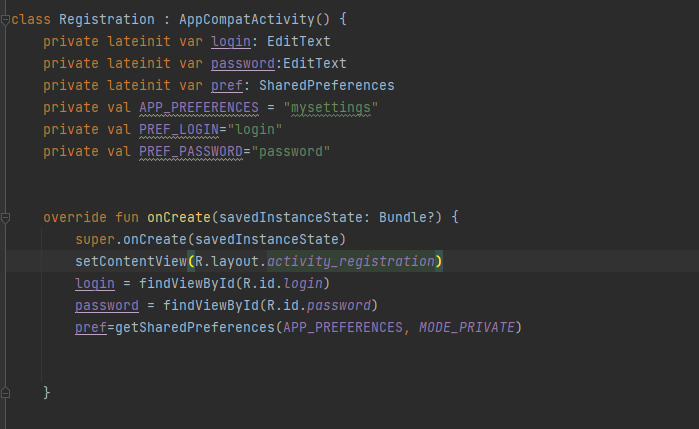 class Registration : AppCompatActivity() {
    private lateinit var login: EditText
    private lateinit var password:EditText
    private lateinit var pref: SharedPreferences
    private val APP_PREFERENCES = "mysettings"
    private val PREF_LOGIN="login"
    private val PREF_PASSWORD="password"
    override fun onCreate(savedInstanceState: Bundle?) {
        super.onCreate(savedInstanceState)
        setContentView(R.layout.activity_registration)
        login = findViewById(R.id.login)
        password = findViewById(R.id.password)
        pref=getSharedPreferences(APP_PREFERENCES, MODE_PRIVATE)
    }